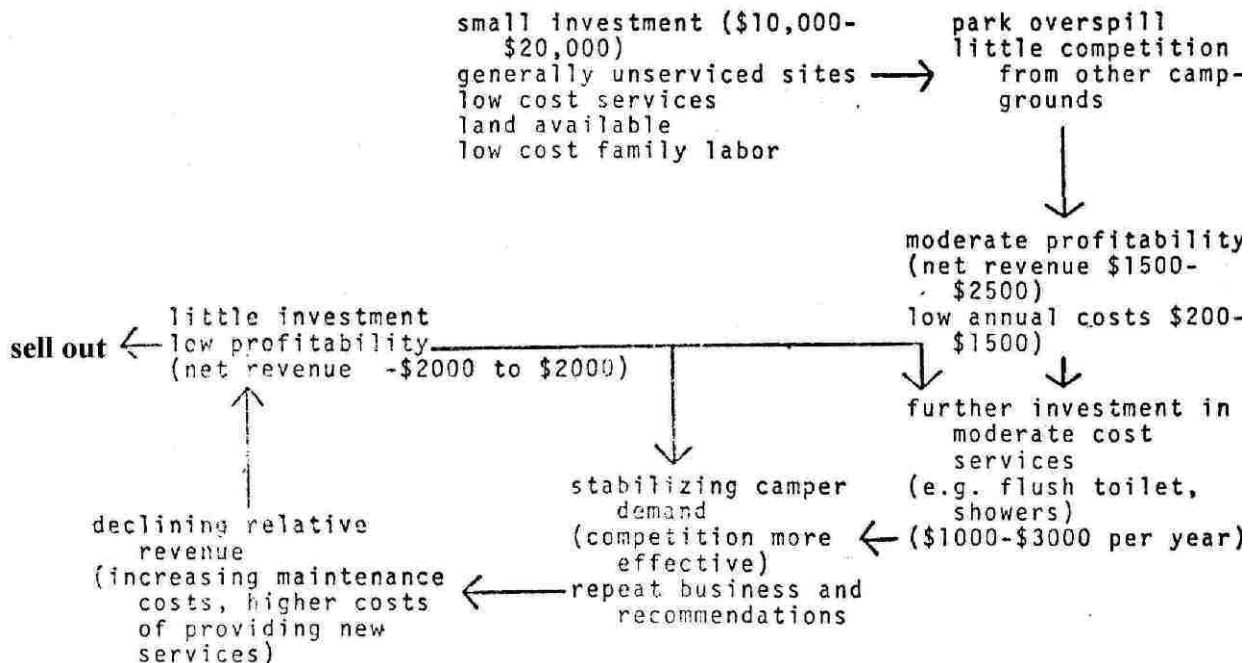 small investment ($10,000-
$20,000)
generally unserviced sites
low cost services
land available
low cost family labor
park overspill
little competition
from other camp-
grounds
moderate profitability
(net revenue $1500-
$2500)
low annual costs $200-
$1500)
further investment in
moderate cost
services
(e.g. flush toilet,
showers)
($1000-$3000 per year)
stabilizing camper
demand
(competition more
effective)
repeat business and
recommendations
declining relative
revenue
(increasing maintenance
costs, higher costs
of providing new
services)
little investment
low profitability
(net revenue -$2000 to $2000)
sell out